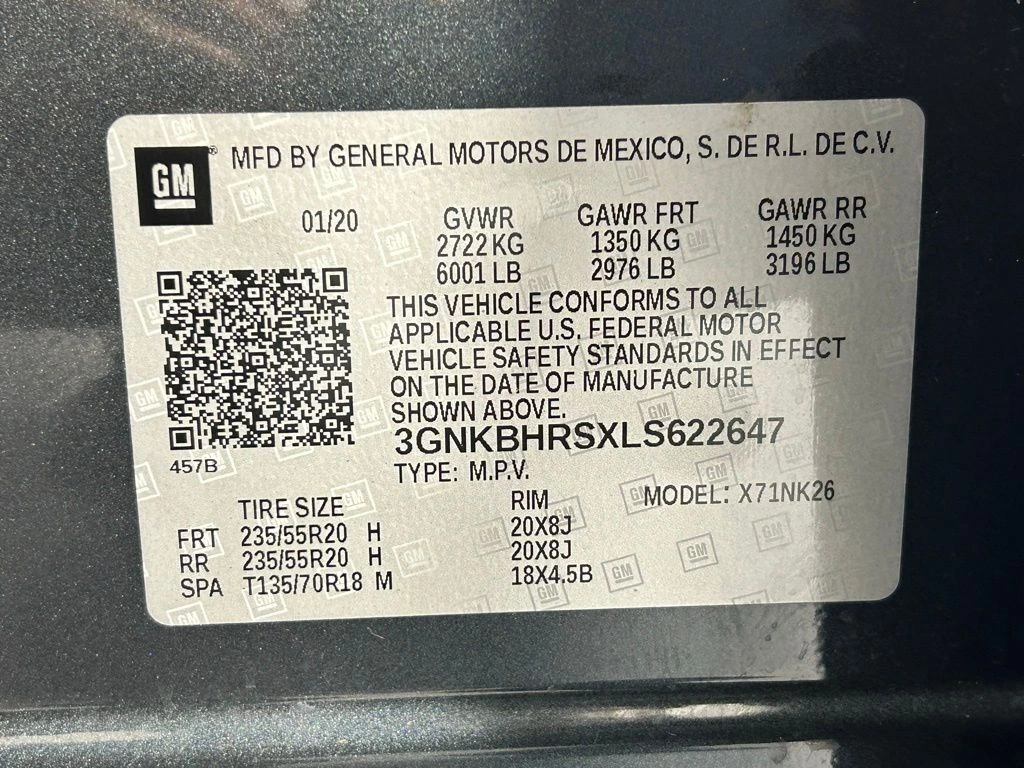 GM MFD BY GENERAL MOTORS DE MEXICO, S. DE R.L. DE C.V.
01/20 GVWR GAWR FRT GAWR RR
2722 KG 1350 KG 1450 KG
6001 LB 2976 LB 3196 LB
THIS VEHICLE CONFORMS TO ALL
APPLICABLE U.S. FEDERAL MOTOR
VEHICLE SAFETY STANDARDS IN EFFECT
ON THE DATE OF MANUFACTURE
SHOWN ABOVE.
3GNKBHRSXLS622647
457B
TYPE: M.P.V.
TIRE SIZE RIM MODEL: X71NK26
FRT 235/55R20 H 20X8J
RR 235/55R20 H 20X8J
SPA T135/70R18 M 18X4.5B